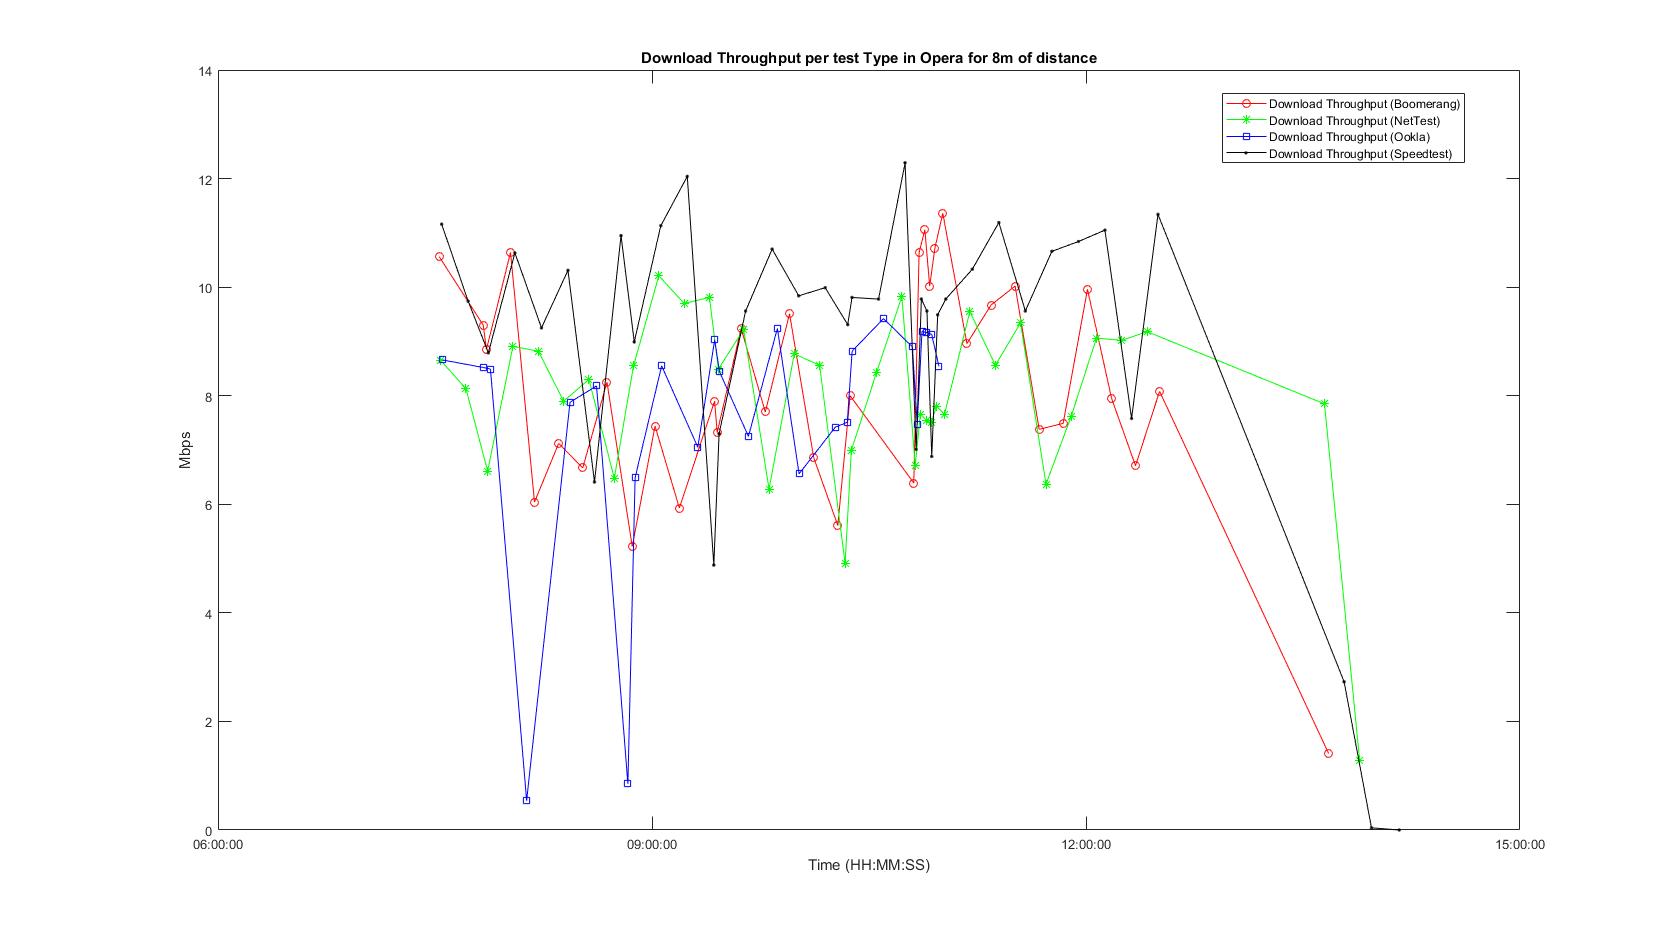 Download Throughput per test Type in Opera for 8m of distance
14
12
10
8
6
4
2
0
Mbps
Download Throughput (Boomerang)
Download Throughput (NetTest)
Download Throughput (Ookla)
Download Throughput (Speedtest)
06:00:00
09:00:00
12:00:00
15:00:00
Time (HH:MM:SS)